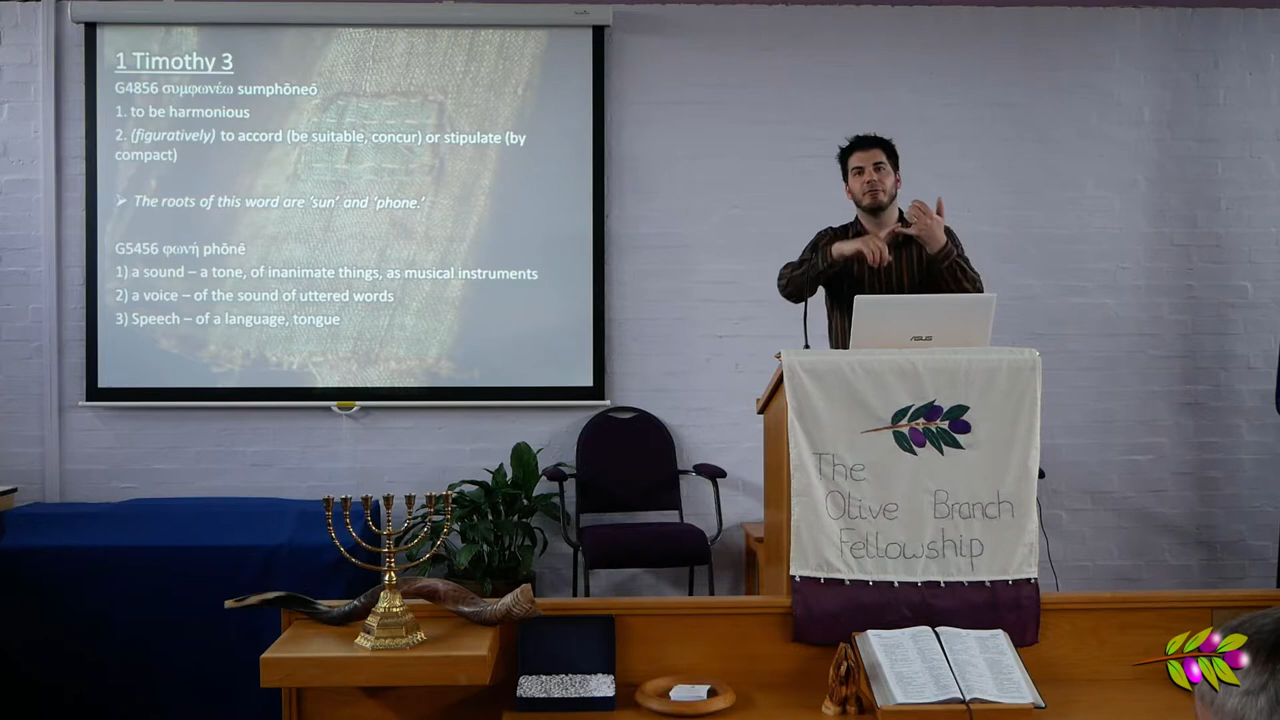 1 Timothy 3
G4856 συμφωνέω sumphōneō
1. to be harmonious
2. (figuratively) to accord (be suitable, concur) or stipulate (by
compact)
➢ The roots of this word are ‘sun’ and ‘phone.’
G5456 φωνή phōnē
1) a sound – a tone, of inanimate things, as musical instruments
2) a voice – of the sound of uttered words
3) Speech – of a language, tongue
ASUS
The
Olive Branch
Fellowship